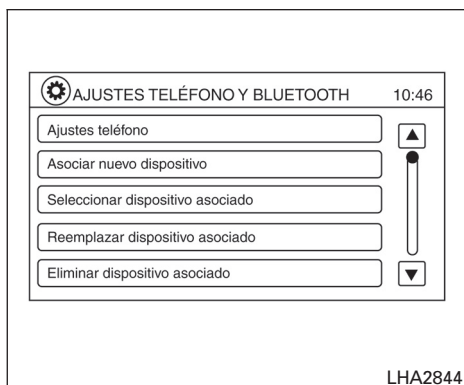 AJUSTES TELÉFONO Y BLUETOOTH 10:46
Ajustes teléfono
Asociar nuevo dispositivo
Seleccionar dispositivo asociado
Reemplazar dispositivo asociado
Eliminar dispositivo asociado
LHA2844